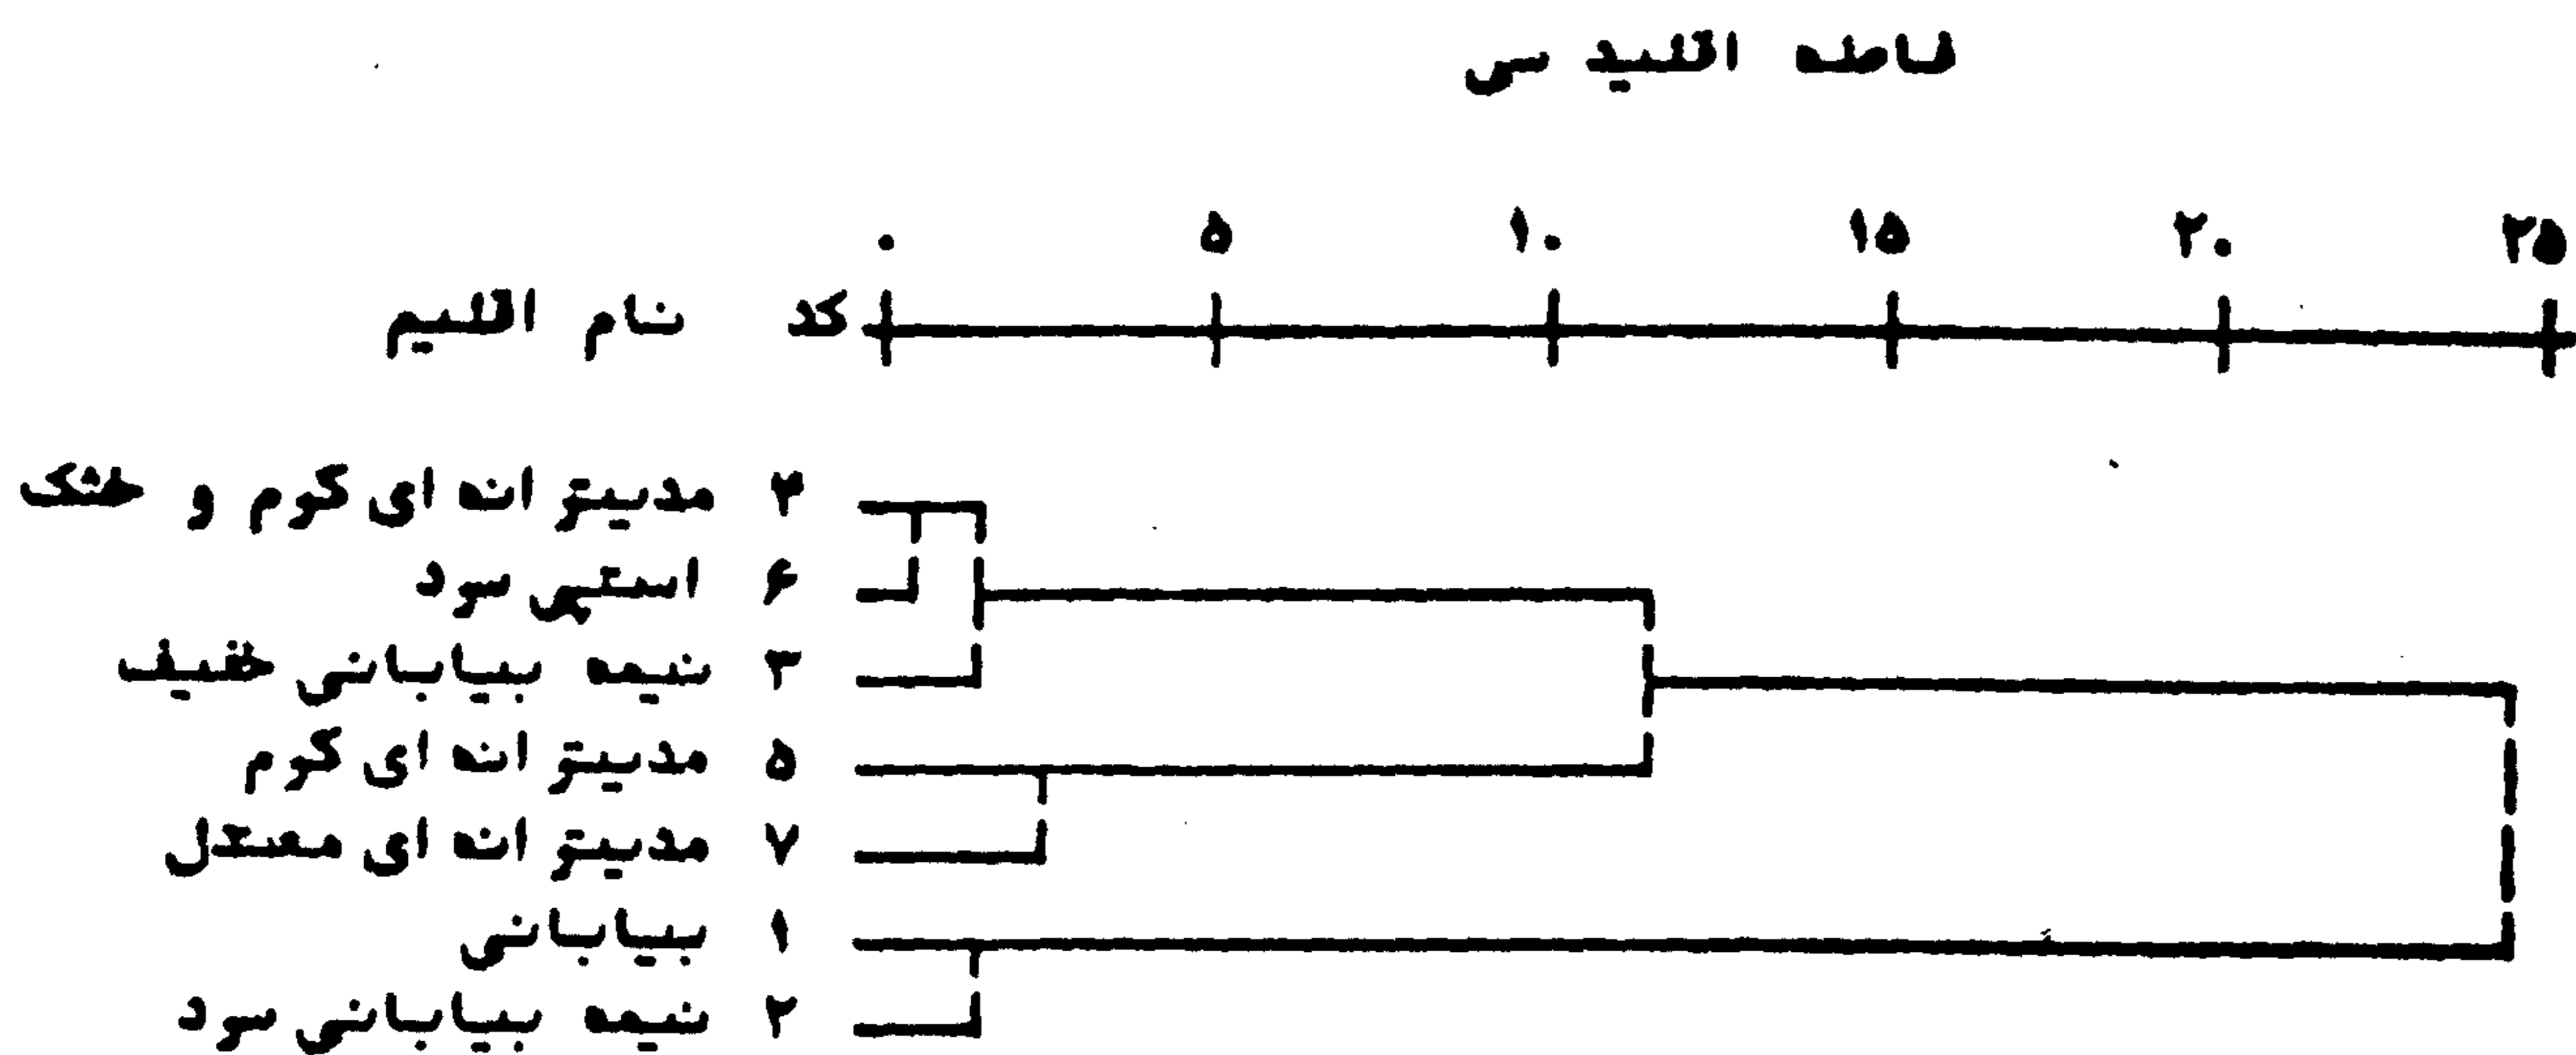 فاصله اقلیدسی
۰ ۵ ۱۰ ۱۵ ۲۰ ۲۵
کد نام اقلیم
۴ مدیترانه ای گرم و خشک
۶ استپی سرد
۳ نیمه بیابانی خفیف
۵ مدیترانه ای گرم
۷ مدیترانه ای معتدل
۱ بیابانی
۲ نیمه بیابانی سرد